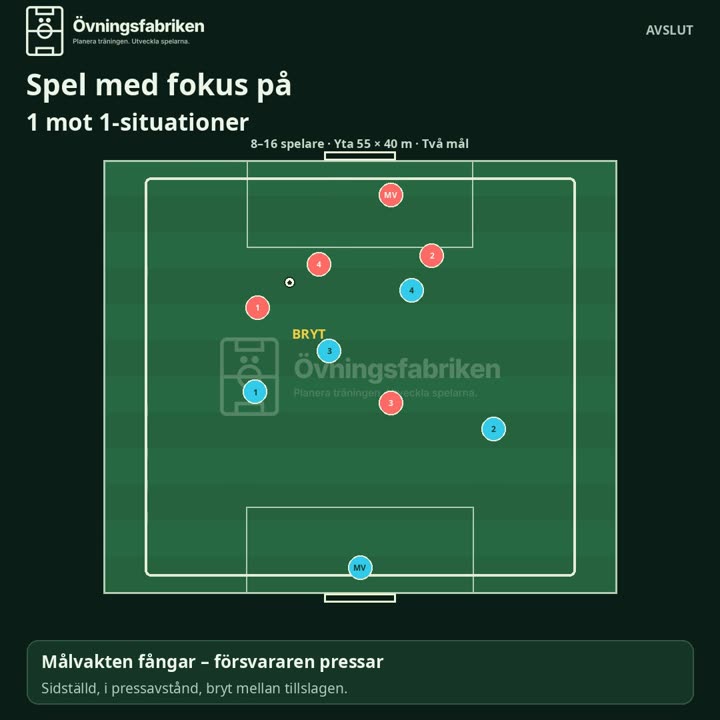 Övningsfabriken
Planera träningen. Utveckla spelarna.
AVSLUT
Spel med fokus på
1 mot 1-situationer
8–16 spelare · Yta 55 × 40 m · Två mål
MV
2
4
4
1
BRYT
3
Övningsfabriken
Planera träningen. Utveckla spelarna.
1
3
2
MV
Målvakten fångar – försvararen pressar
Sidställd, i pressavstånd, bryt mellan tillslagen.